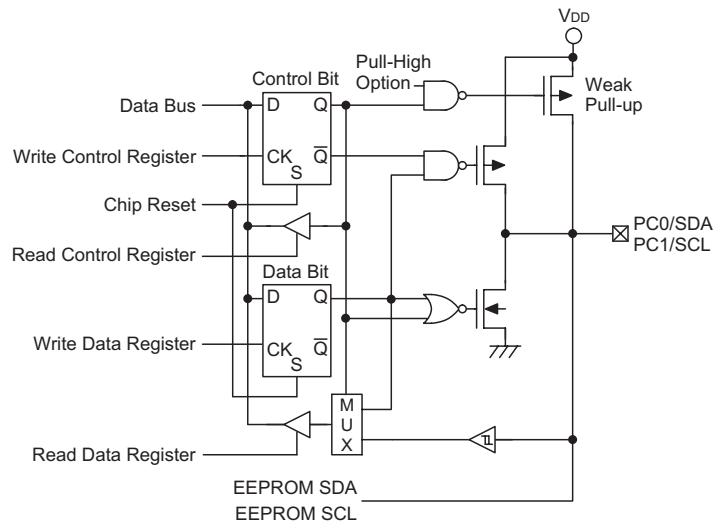 VDD
Pull-High
Option
Control Bit
Weak
Pull-up
Data Bus
D
Q
Write Control Register
CK
Q
S
Chip Reset
PC0/SDA
PC1/SCL
Read Control Register
Data Bit
D
Q
Write Data Register
CK
Q
S
M
U
X
Read Data Register
EEPROM SDA
EEPROM SCL